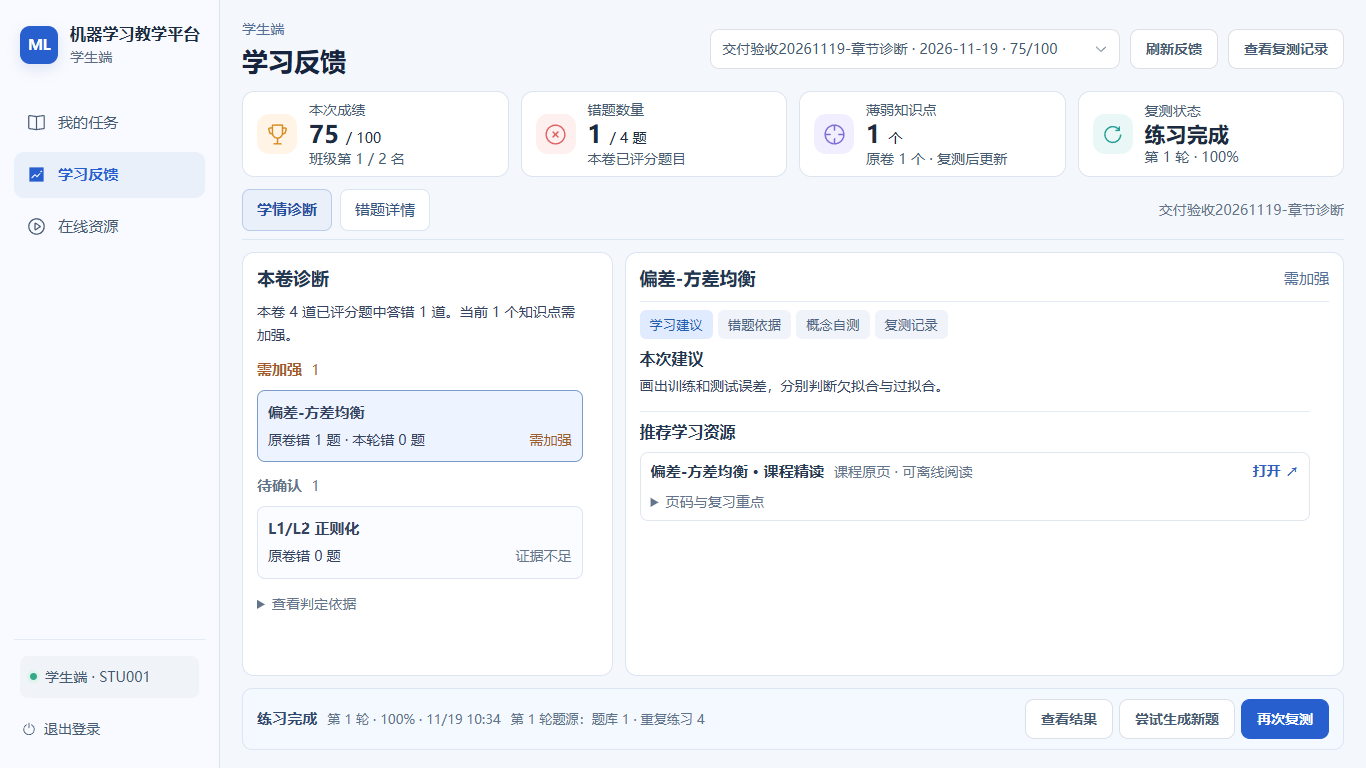 ML
机器学习教学平台
学生端
我的任务
学习反馈
在线资源
学生端 · STU001
退出登录
学生端
学习反馈
交付验收20261119-章节诊断 · 2026-11-19 · 75/100
刷新反馈
查看复测记录
本次成绩
75 / 100
班级第 1 / 2 名
错题数量
1 / 4 题
本卷已评分题目
薄弱知识点
1 个
原卷 1 个 · 复测后更新
复测状态
练习完成
第 1 轮 · 100%
学情诊断
错题详情
交付验收20261119-章节诊断
本卷诊断
本卷 4 道已评分题中答错 1 道。当前 1 个知识点需
加强。
需加强 1
偏差-方差均衡
原卷错 1 题 · 本轮错 0 题
需加强
待确认 1
L1/L2 正则化
原卷错 0 题
证据不足
查看判定依据
偏差-方差均衡
需加强
学习建议
错题依据
概念自测
复测记录
本次建议
画出训练和测试误差，分别判断欠拟合与过拟合。
推荐学习资源
偏差-方差均衡 • 课程精读 课程原页 · 可离线阅读
打开 ↗
页码与复习重点
练习完成 第 1 轮 · 100% · 11/19 10:34 第 1 轮题源：题库 1 · 重复练习 4
查看结果
尝试生成新题
再次复测